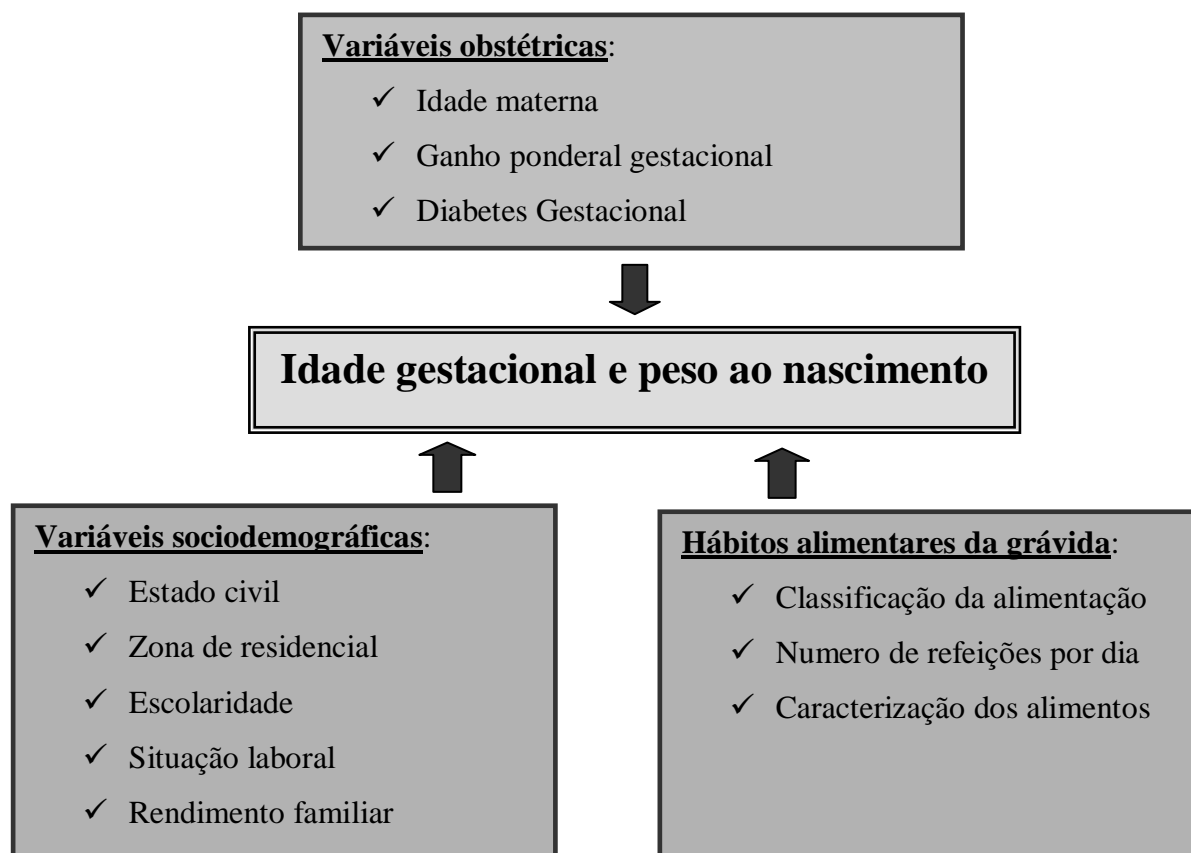 Variáveis obstétricas:
✓ Idade materna
✓ Ganho ponderal gestacional
✓ Diabetes Gestacional
Idade gestacional e peso ao nascimento
Variáveis sociodemográficas:
✓ Estado civil
✓ Zona de residencial
✓ Escolaridade
✓ Situação laboral
✓ Rendimento familiar
Hábitos alimentares da grávida:
✓ Classificação da alimentação
✓ Numero de refeições por dia
✓ Caracterização dos alimentos